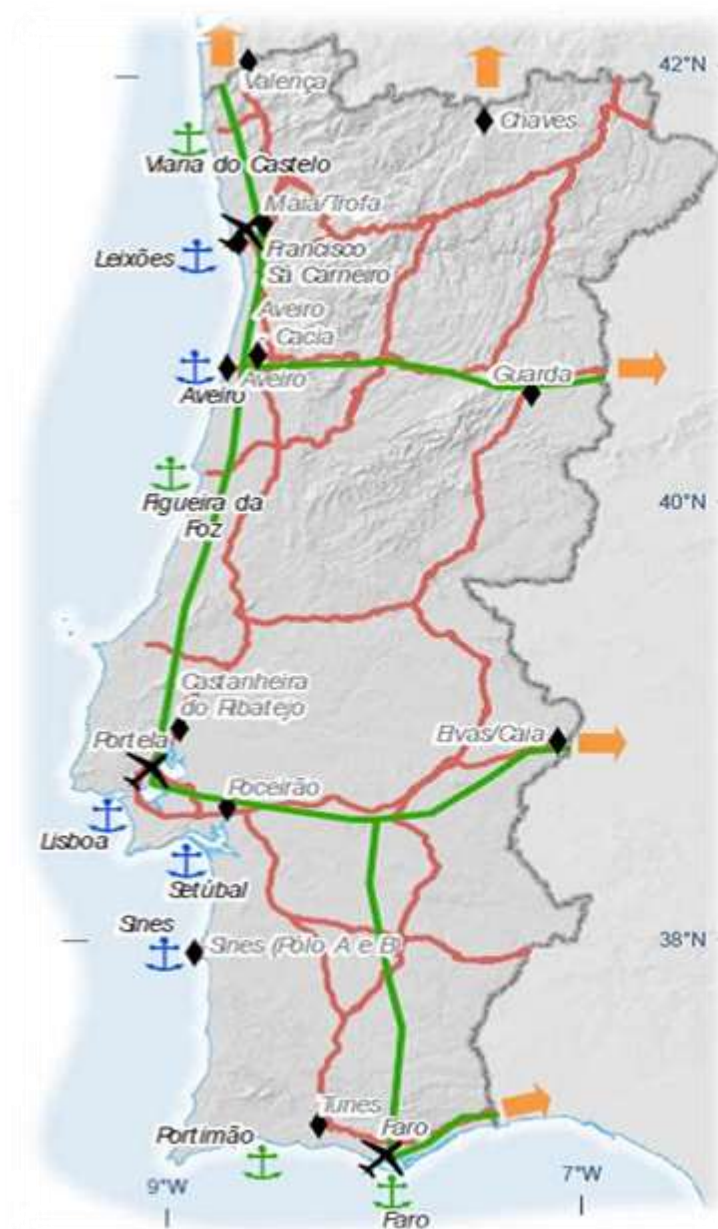 42°N
Valença
Chaves
Viana do Castelo
Maia/Trofa
Leixões
Francisco
Sá Carneiro
Aveiro
Cacia
Aveiro
Aveiro
Guarda
Figueira da
Foz
40°N
Castanheira
do Ribatejo
Portela
Elvas/Caia
Poceirão
Lisboa
Setúbal
Sines
Sines (Pólo A e B)
38°N
Tunes
Faro
Portimão
9°W
7°W
Faro